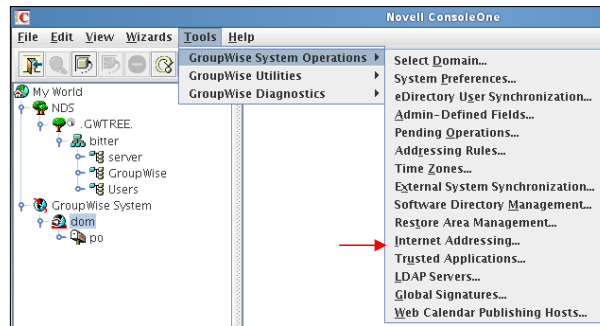 Novell ConsoleOne
File Edit View Wizards Tools Help
GroupWise System Operations
GroupWise Utilities
GroupWise Diagnostics
Select Domain...
System Preferences...
eDirectory User Synchronization...
Admin-Defined Fields...
Pending Operations...
Addressing Rules...
Time Zones...
External System Synchronization...
Software Directory Management...
Restore Area Management...
Internet Addressing...
Trusted Applications...
LDAP Servers...
Global Signatures...
Web Calendar Publishing Hosts...
My World
NDS
.GWTREE.
bitter
server
GroupWise
Users
GroupWise System
dom
po